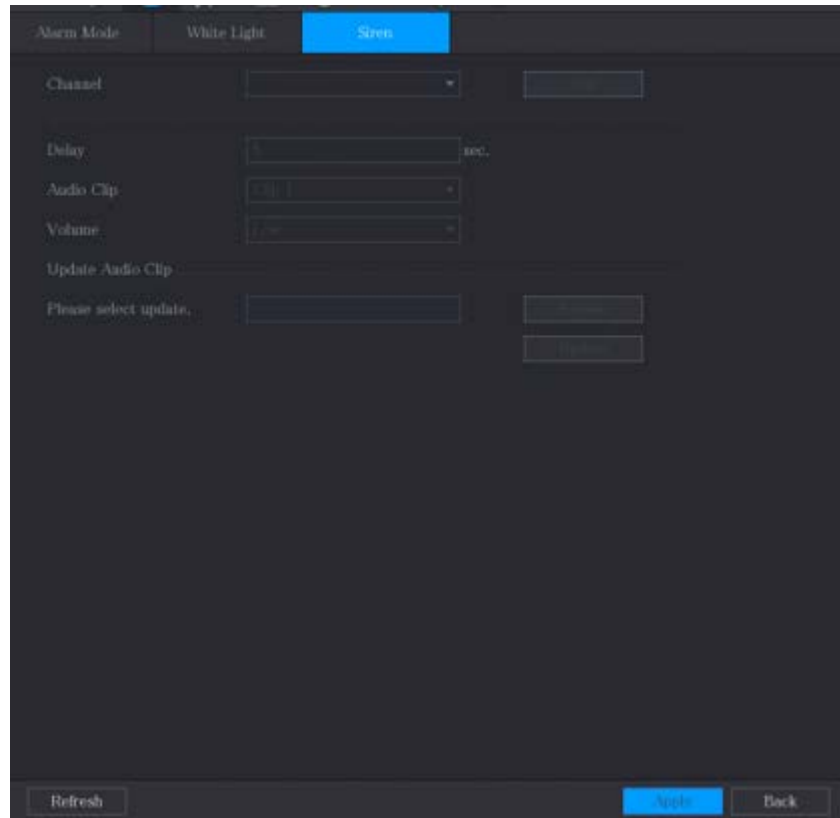 Alarm Mode White Light Siren
Channel
Delay 5 sec.
Audio Clip
Volume
Update Audio Clip
Please select update.
Refresh Apply Back